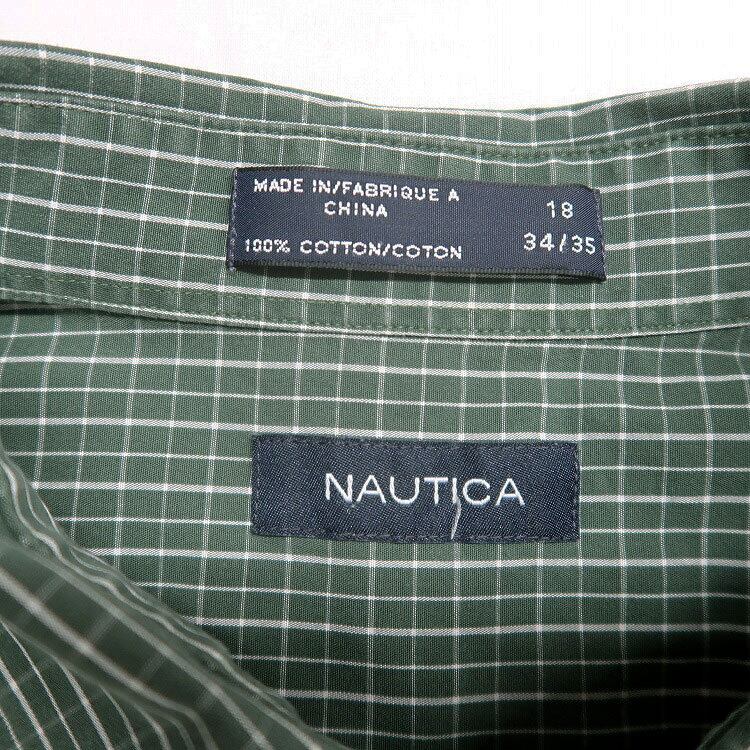 MADE IN/FABRIQUE A
CHINA
100% COTTON/COTON
18
34/35
NAUTICA